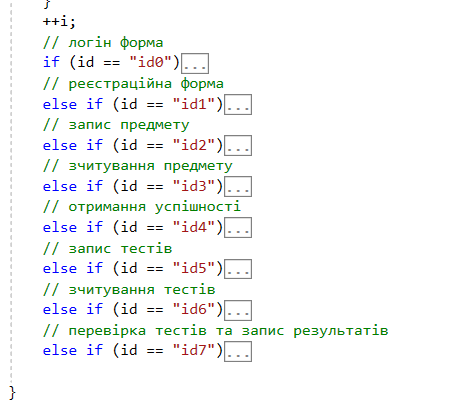 }
++i;
// логін форма
if (id == "id0")...
// реєстраційна форма
else if (id == "id1")...
// запис предмету
else if (id == "id2")...
// зчитування предмету
else if (id == "id3")...
// отримання успішності
else if (id == "id4")...
// запис тестів
else if (id == "id5")...
// зчитування тестів
else if (id == "id6")...
// перевірка тестів та запис результатів
else if (id == "id7")...
}